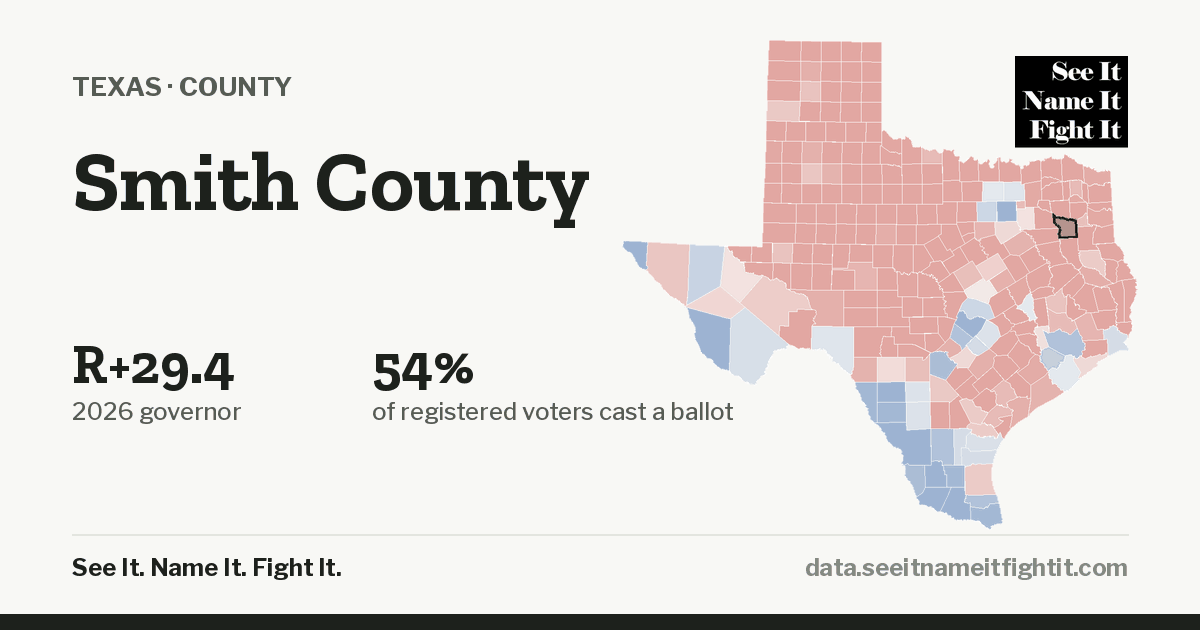 TEXAS · COUNTY
See It
Name It
Fight It
Smith County
R+29.4
2026 governor
54%
of registered voters cast a ballot
See It. Name It. Fight It.
data.seeitnameitfightit.com